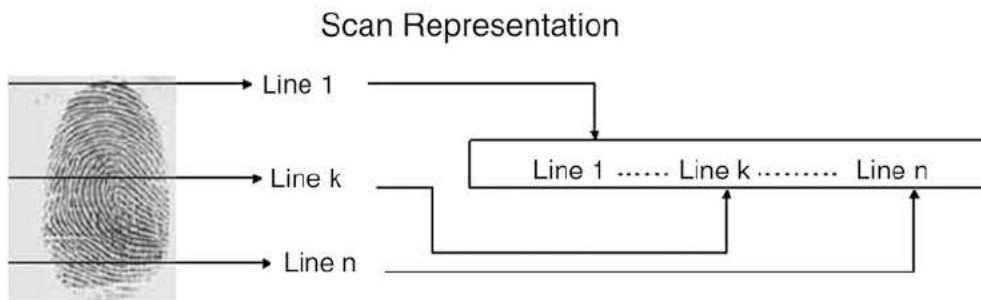 Scan Representation
Line 1
Line k
Line n
Line 1 ...... Line k ......... Line n